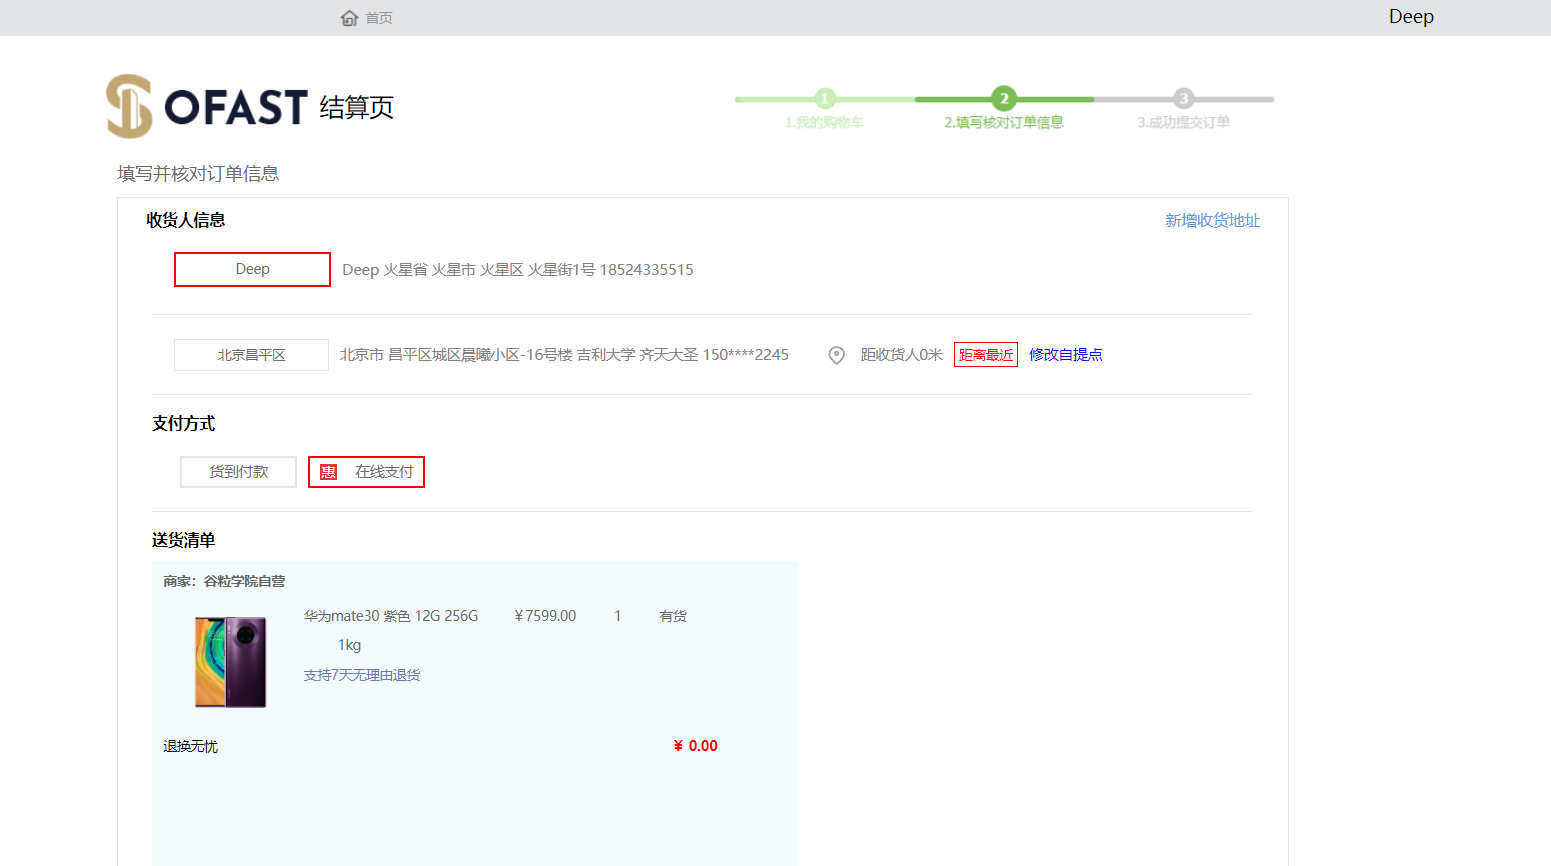 首页
Deep
OFAST 结算页
1 2 3
1.我的购物车 2.填写核对订单信息 3.成功提交订单
填写并核对订单信息
收货人信息 新增收货地址
Deep Deep 火星省 火星市 火星区 火星街1号 18524335515
北京昌平区 北京市 昌平区城区晨曦小区-16号楼 吉利大学 齐天大圣 150****2245 距收货人0米 距离最近 修改自提点
支付方式
货到付款 惠 在线支付
送货清单
商家：谷粒学院自营
华为mate30 紫色 12G 256G ￥7599.00 1 有货
1kg
支持7天无理由退货
退换无忧 ￥ 0.00